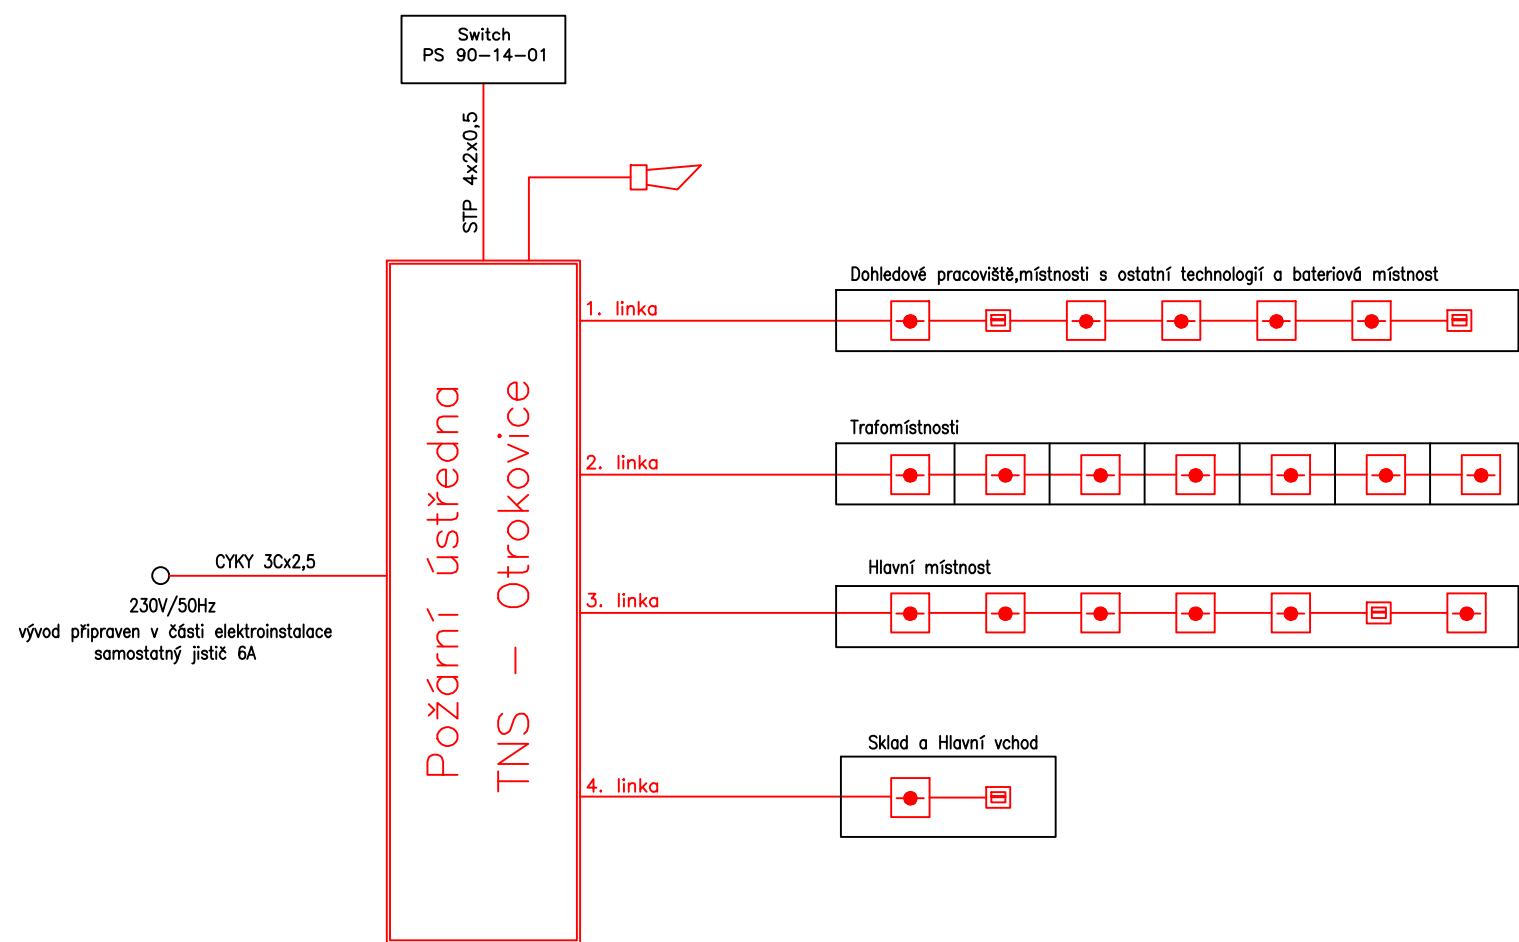 Switch
PS 90-14-01
STP 4x2x0,5
Dohledové pracoviště,místnosti s ostatní technologií a bateriová místnost
1. linka
Trafomístnosti
2. linka
Požární ústředna
TNS - Otrokovice
CYKY 3Cx2,5
230V/50Hz
vývod připraven v části elektroinstalace
samostatný jistič 6A
Hlavní místnost
3. linka
Sklad a Hlavní vchod
4. linka